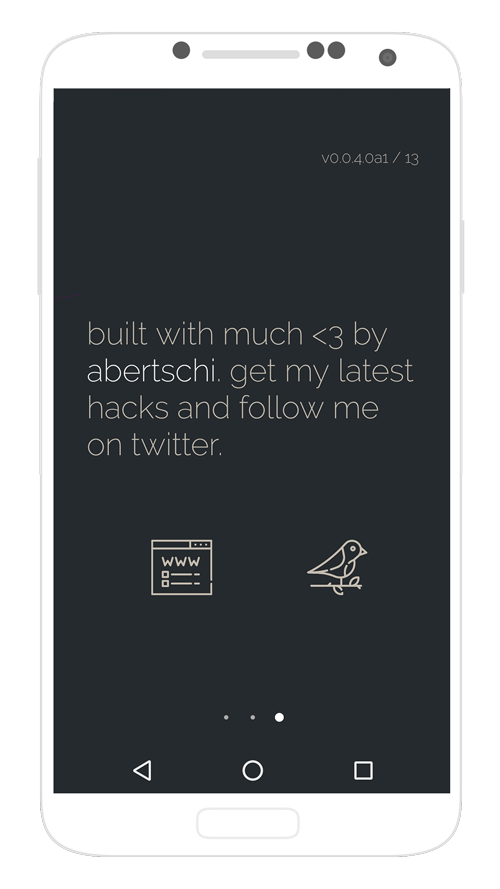 v0.0.4.0a1 / 13
built with much <3 by
abertschi. get my latest
hacks and follow me
on twitter.
WWW